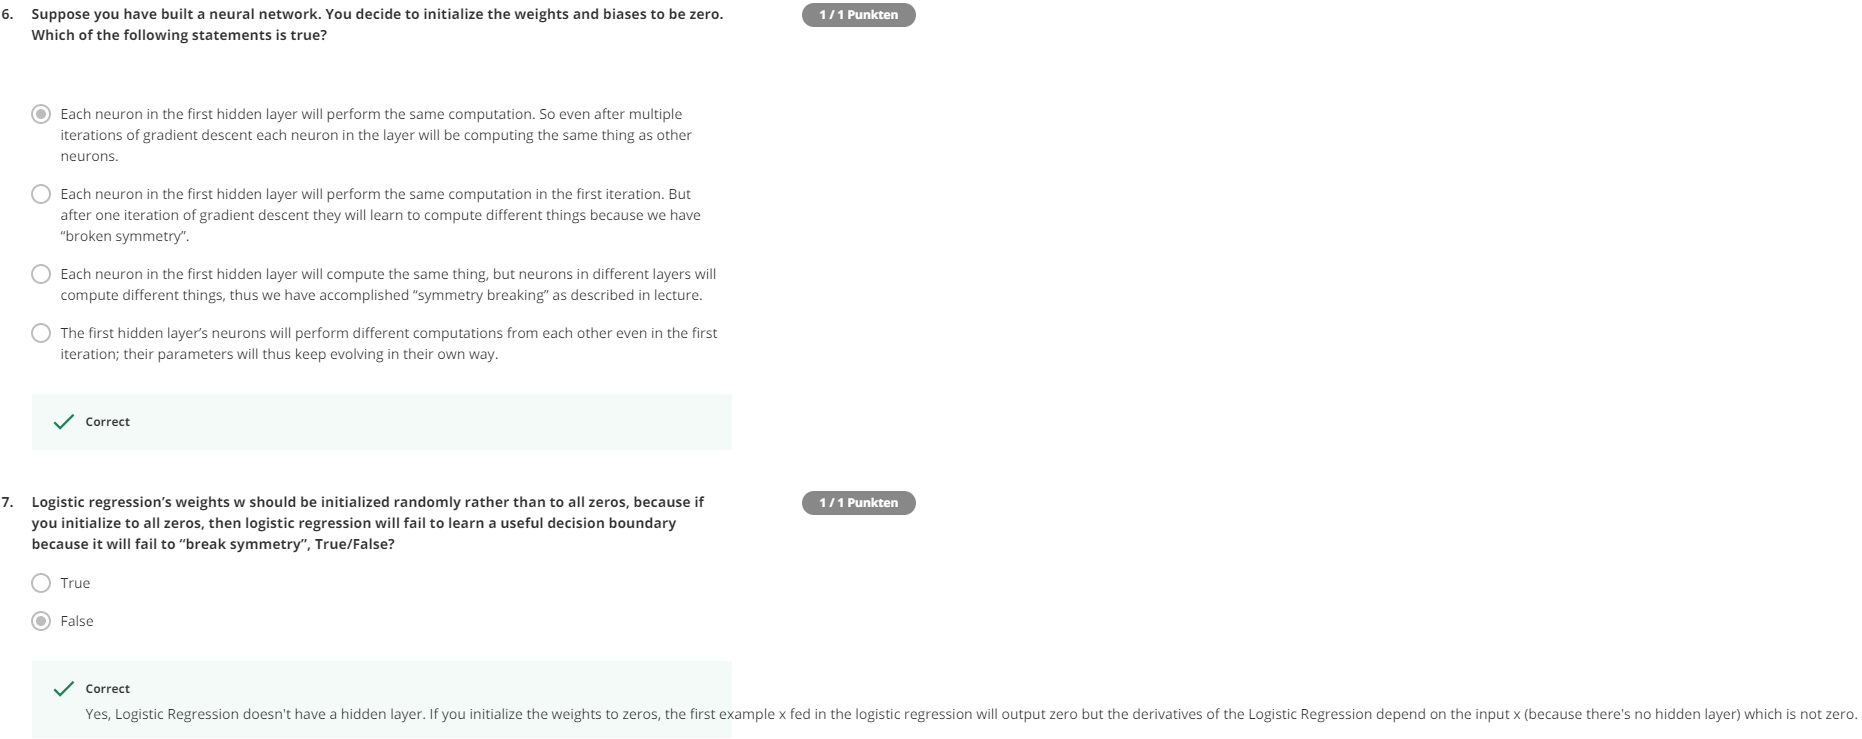 6. Suppose you have built a neural network. You decide to initialize the weights and biases to be zero.
Which of the following statements is true?
1 / 1 Punkten
Each neuron in the first hidden layer will perform the same computation. So even after multiple
iterations of gradient descent each neuron in the layer will be computing the same thing as other
neurons.
Each neuron in the first hidden layer will perform the same computation in the first iteration. But
after one iteration of gradient descent they will learn to compute different things because we have
“broken symmetry”.
Each neuron in the first hidden layer will compute the same thing, but neurons in different layers will
compute different things, thus we have accomplished “symmetry breaking” as described in lecture.
The first hidden layer’s neurons will perform different computations from each other even in the first
iteration; their parameters will thus keep evolving in their own way.
Correct
7. Logistic regression’s weights w should be initialized randomly rather than to all zeros, because if
you initialize to all zeros, then logistic regression will fail to learn a useful decision boundary
because it will fail to “break symmetry”, True/False?
1 / 1 Punkten
True
False
Correct
Yes, Logistic Regression doesn't have a hidden layer. If you initialize the weights to zeros, the first example x fed in the logistic regression will output zero but the derivatives of the Logistic Regression depend on the input x (because there's no hidden layer) which is not zero.